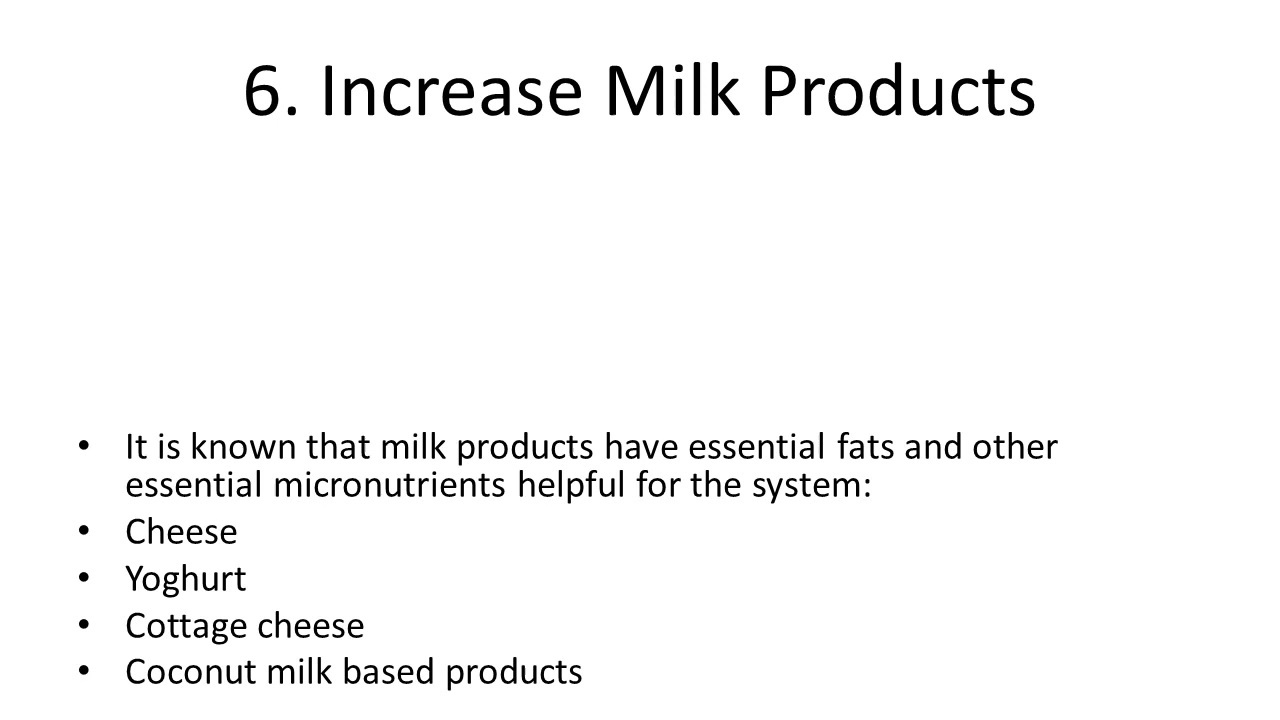 6. Increase Milk Products
• It is known that milk products have essential fats and other
essential micronutrients helpful for the system:
• Cheese
• Yoghurt
• Cottage cheese
• Coconut milk based products